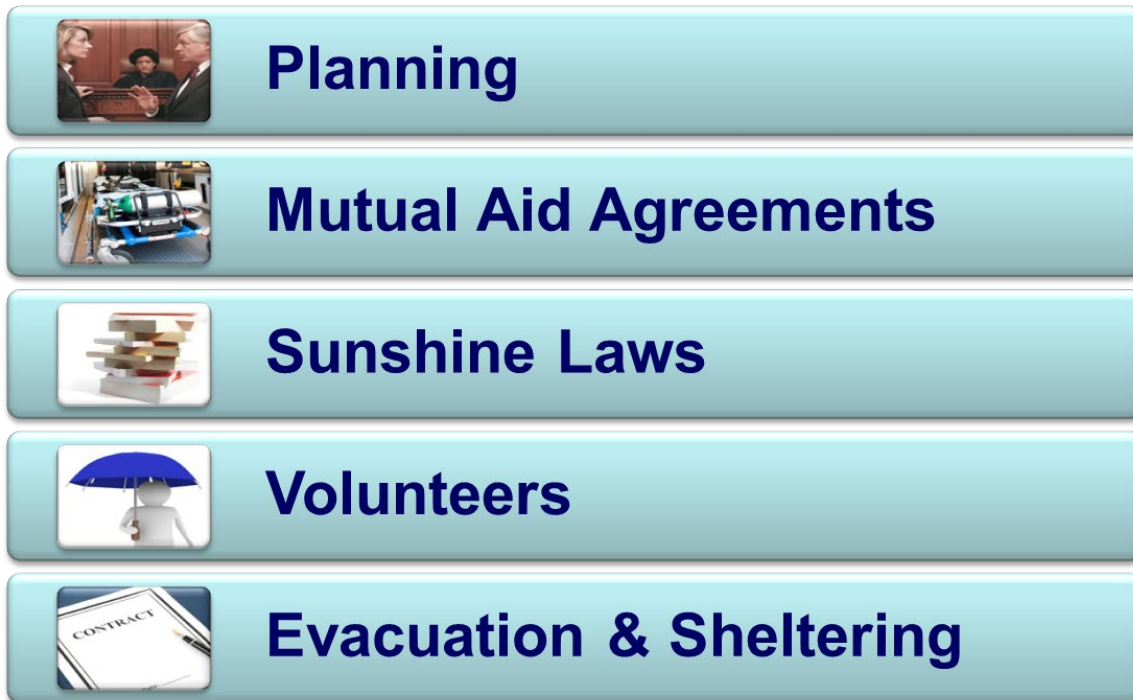 Planning
Mutual Aid Agreements
Sunshine Laws
Volunteers
CONTRACT
Evacuation & Sheltering